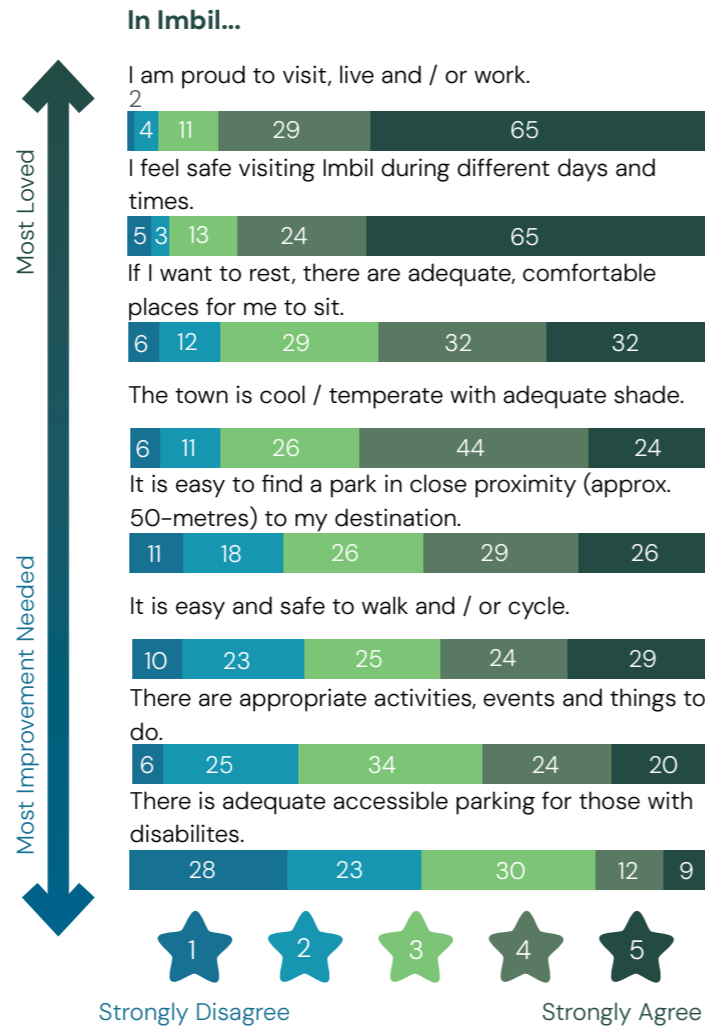 In Imbil...
Most Loved
Most Improvement Needed
I am proud to visit, live and / or work.
2
4 11 29 65
I feel safe visiting Imbil during different days and
times.
5 3 13 24 65
If I want to rest, there are adequate, comfortable
places for me to sit.
6 12 29 32 32
The town is cool / temperate with adequate shade.
6 11 26 44 24
It is easy to find a park in close proximity (approx.
50-metres) to my destination.
11 18 26 29 26
It is easy and safe to walk and / or cycle.
10 23 25 24 29
There are appropriate activities, events and things to
do.
6 25 34 24 20
There is adequate accessible parking for those with
disabilites.
28 23 30 12 9
1 2 3 4 5
Strongly Disagree Strongly Agree